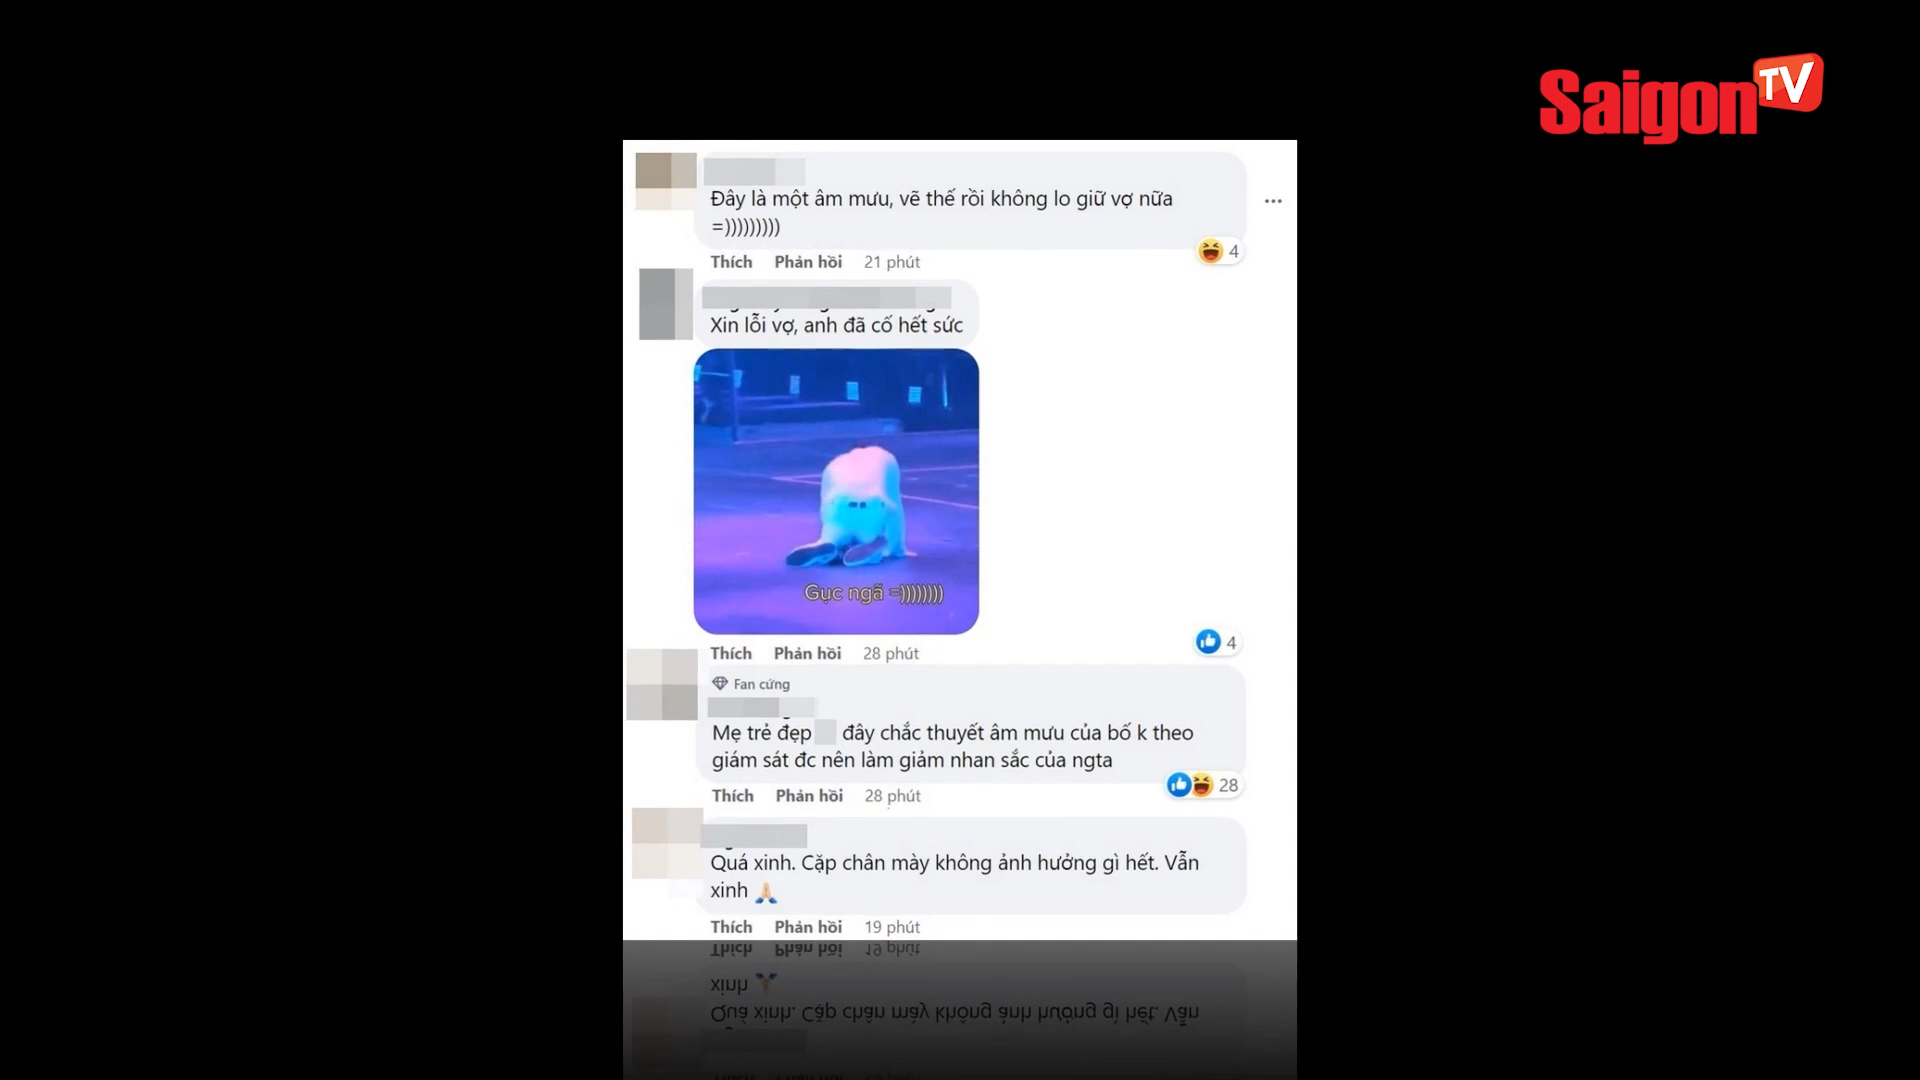 Saigon TV
Đây là một âm mưu, vẽ thế rồi không lo giữ vợ nữa
=)))))))))
4
Thích Phản hồi 21 phút
Xin lỗi vợ, anh đã cố hết sức
Gục ngã =))))))))
4
Thích Phản hồi 28 phút
Fan cứng
Mẹ trẻ đẹp đây chắc thuyết âm mưu của bố k theo
giám sát đc nên làm giảm nhan sắc của ngta
28
Thích Phản hồi 28 phút
Quá xinh. Cặp chân mày không ảnh hưởng gì hết. Vẫn
xinh 🙏🏻
Thích Phản hồi 19 phút